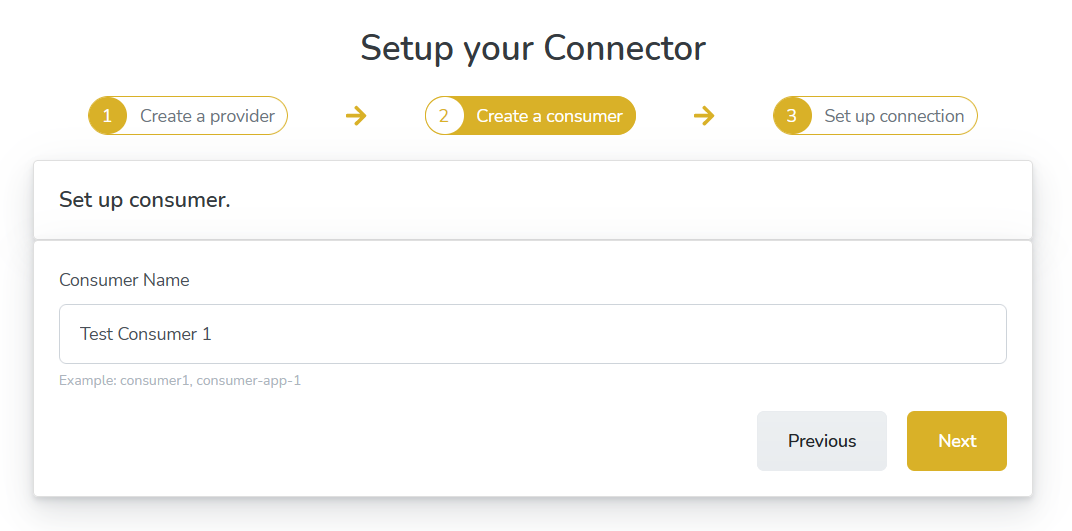 Setup your Connector
1 Create a provider
2 Create a consumer
3 Set up connection
Set up consumer.
Consumer Name
Test Consumer 1
Example: consumer1, consumer-app-1
Previous
Next